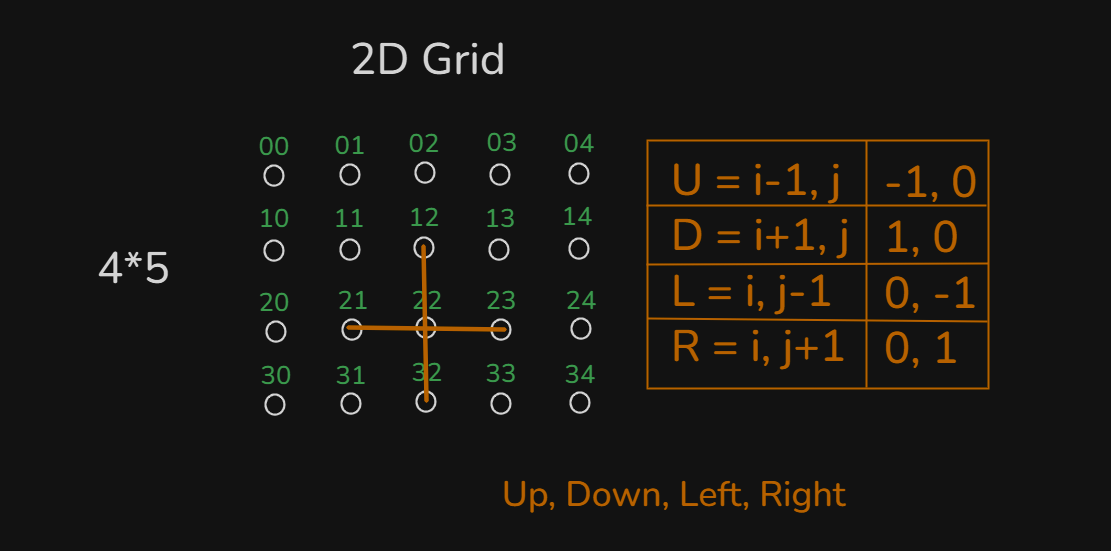 2D Grid
00 01 02 03 04
10 11 12 13 14
4*5
20 21 22 23 24
30 31 32 33 34
U = i-1, j -1, 0
D = i+1, j 1, 0
L = i, j-1 0, -1
R = i, j+1 0, 1
Up, Down, Left, Right